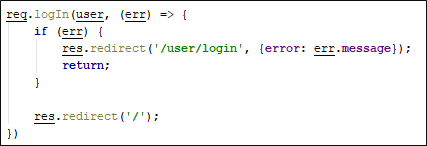 req.logIn(user, (err) => {
    if (err) {
        res.redirect('/user/login', {error: err.message});
        return;
    }
    res.redirect('/');
})